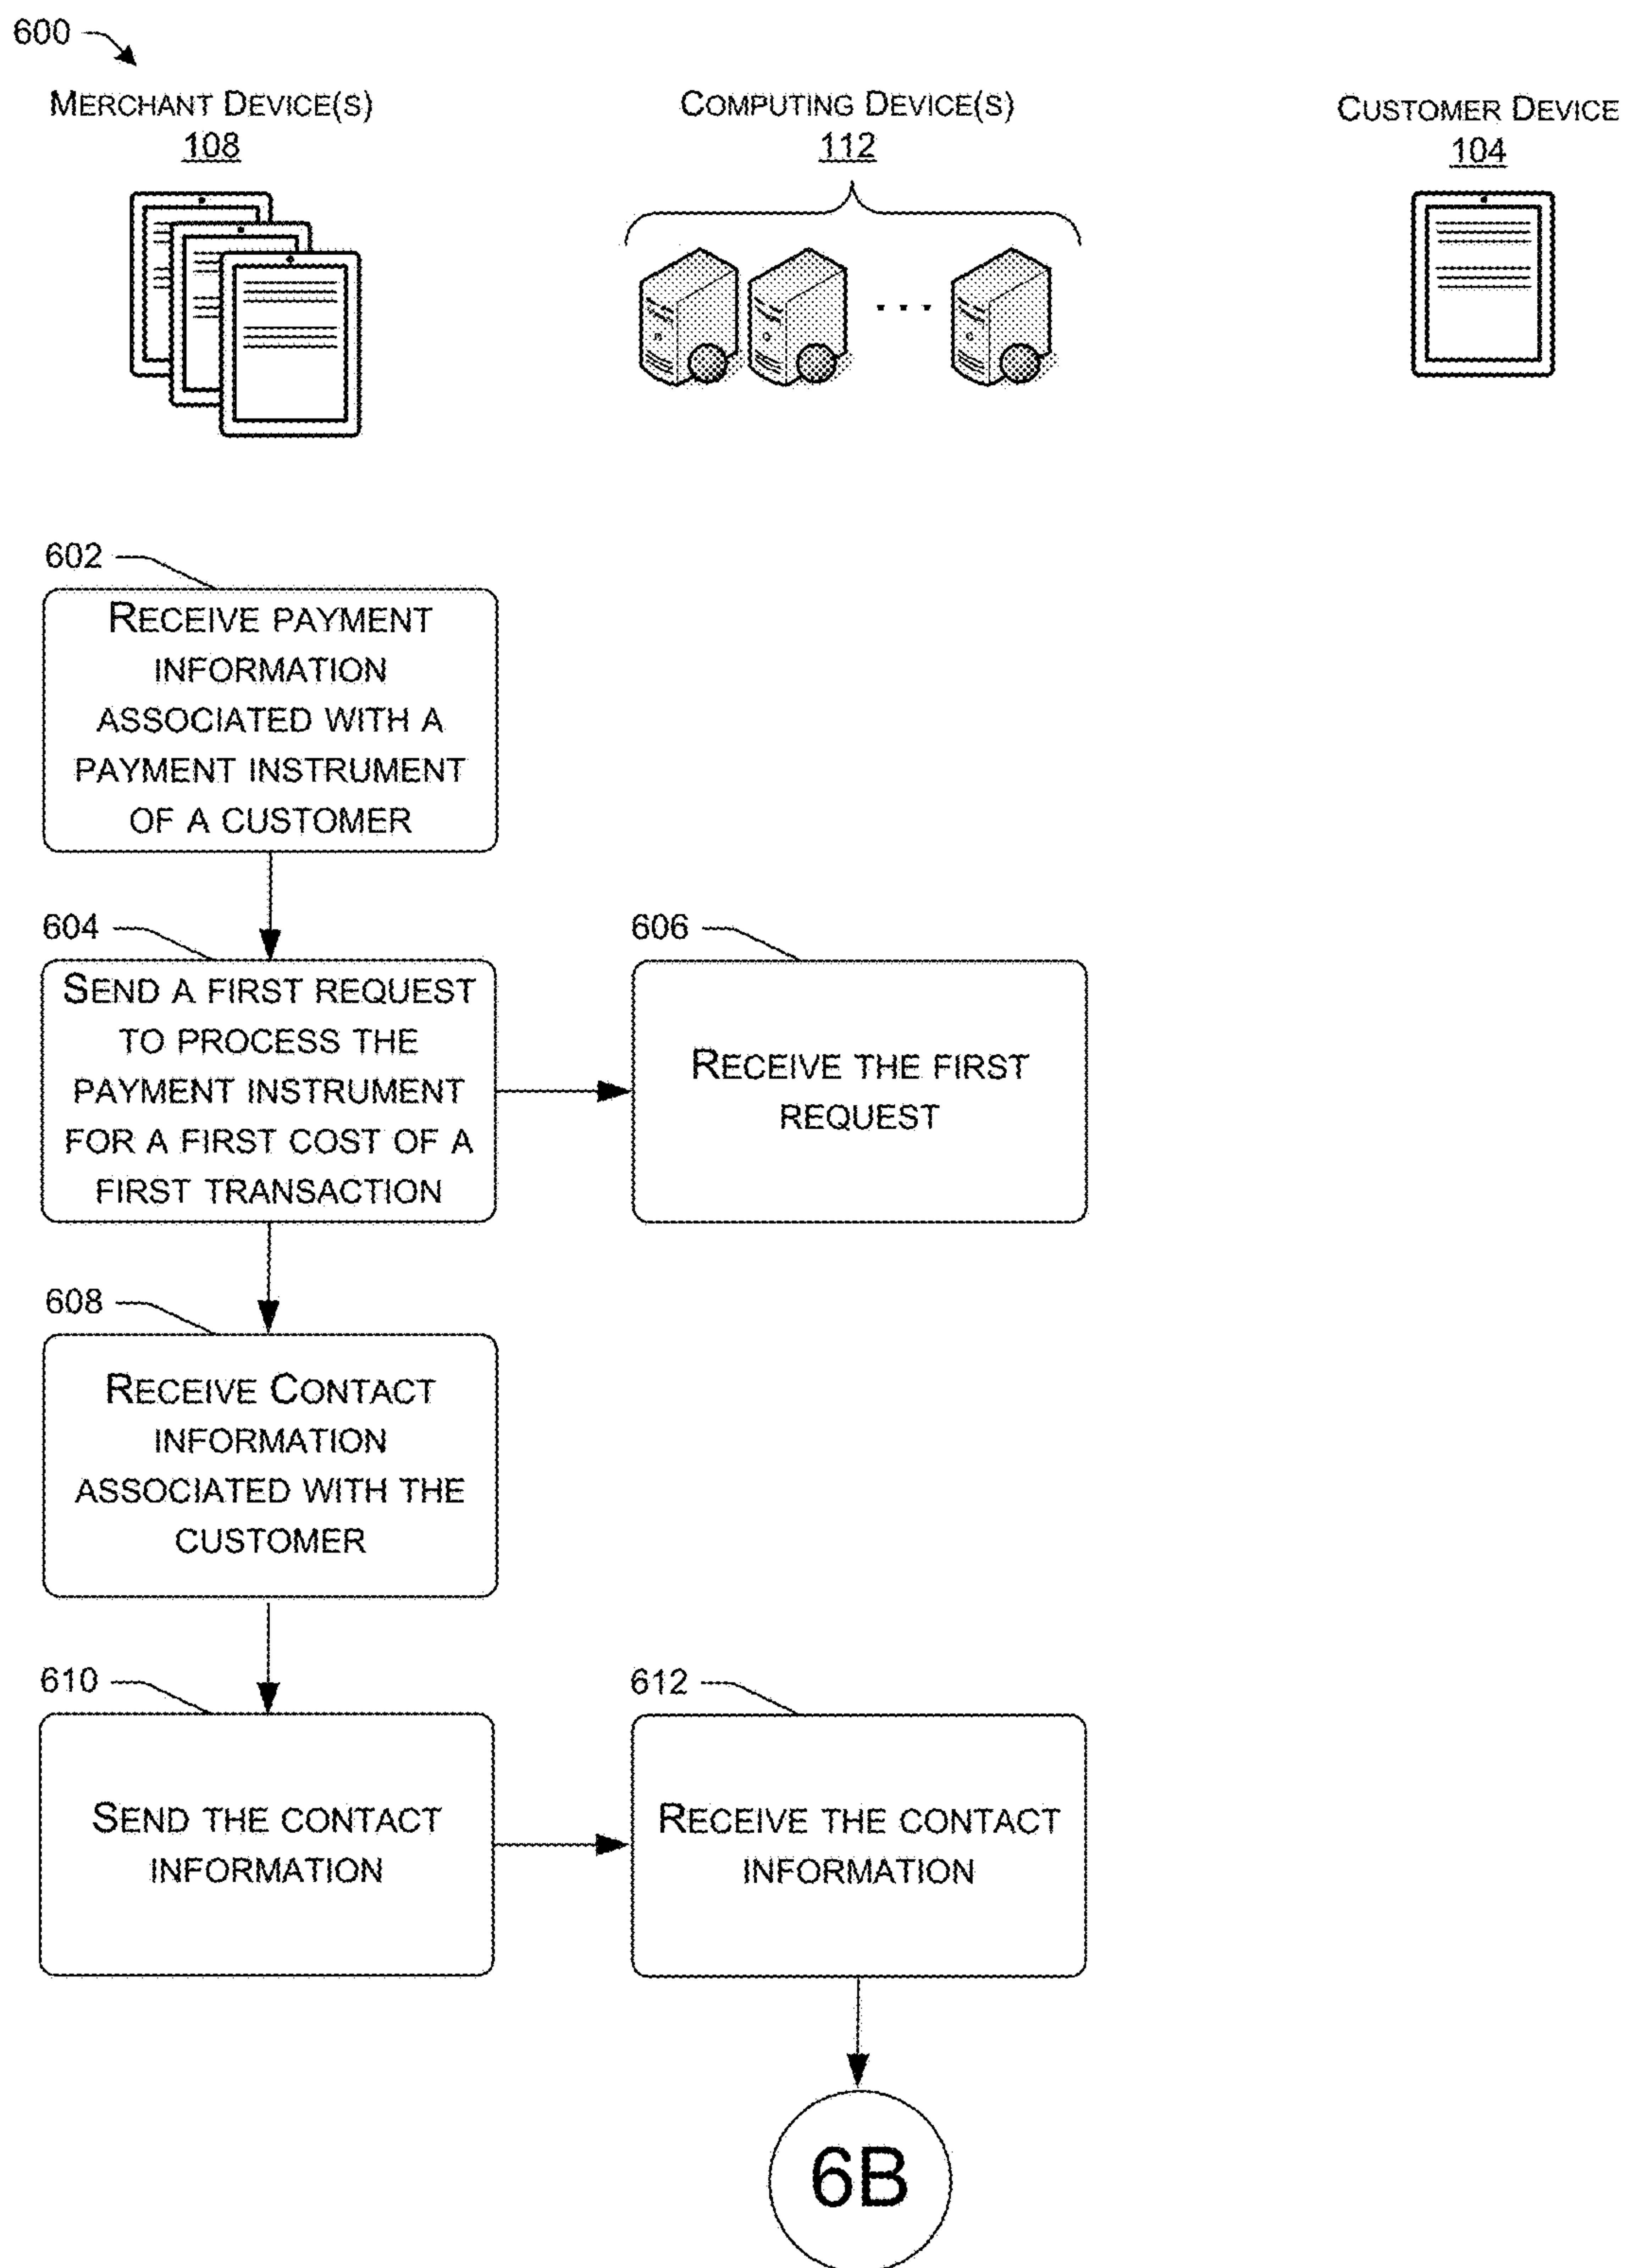 600
MERCHANT DEVICE(S)
108
COMPUTING DEVICE(S)
112
CUSTOMER DEVICE
104
602
RECEIVE PAYMENT
INFORMATION
ASSOCIATED WITH A
PAYMENT INSTRUMENT
OF A CUSTOMER
604
SEND A FIRST REQUEST
TO PROCESS THE
PAYMENT INSTRUMENT
FOR A FIRST COST OF A
FIRST TRANSACTION
606
RECEIVE THE FIRST
REQUEST
608
RECEIVE CONTACT
INFORMATION
ASSOCIATED WITH THE
CUSTOMER
610
SEND THE CONTACT
INFORMATION
612
RECEIVE THE CONTACT
INFORMATION
6B